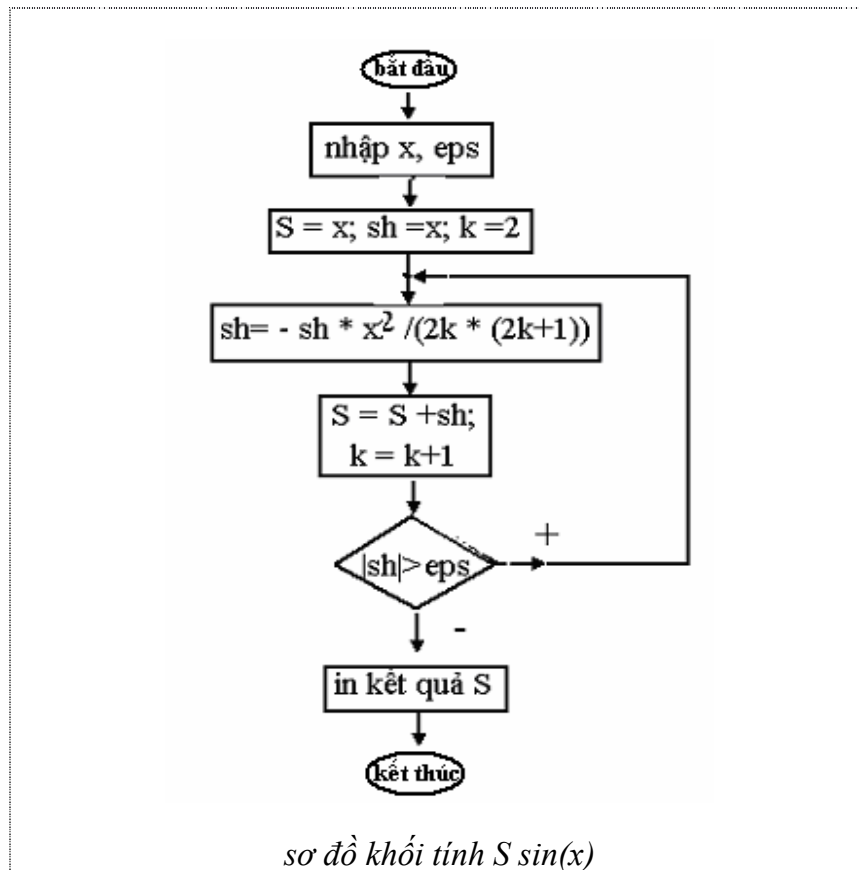 bắt đầu
nhập x, eps
S = x; sh =x; k =2
sh= - sh * x² /(2k * (2k+1))
S = S +sh;
k = k+1
|sh|> eps
+
-
in kết quả S
kết thúc
sơ đồ khối tính S sin(x)